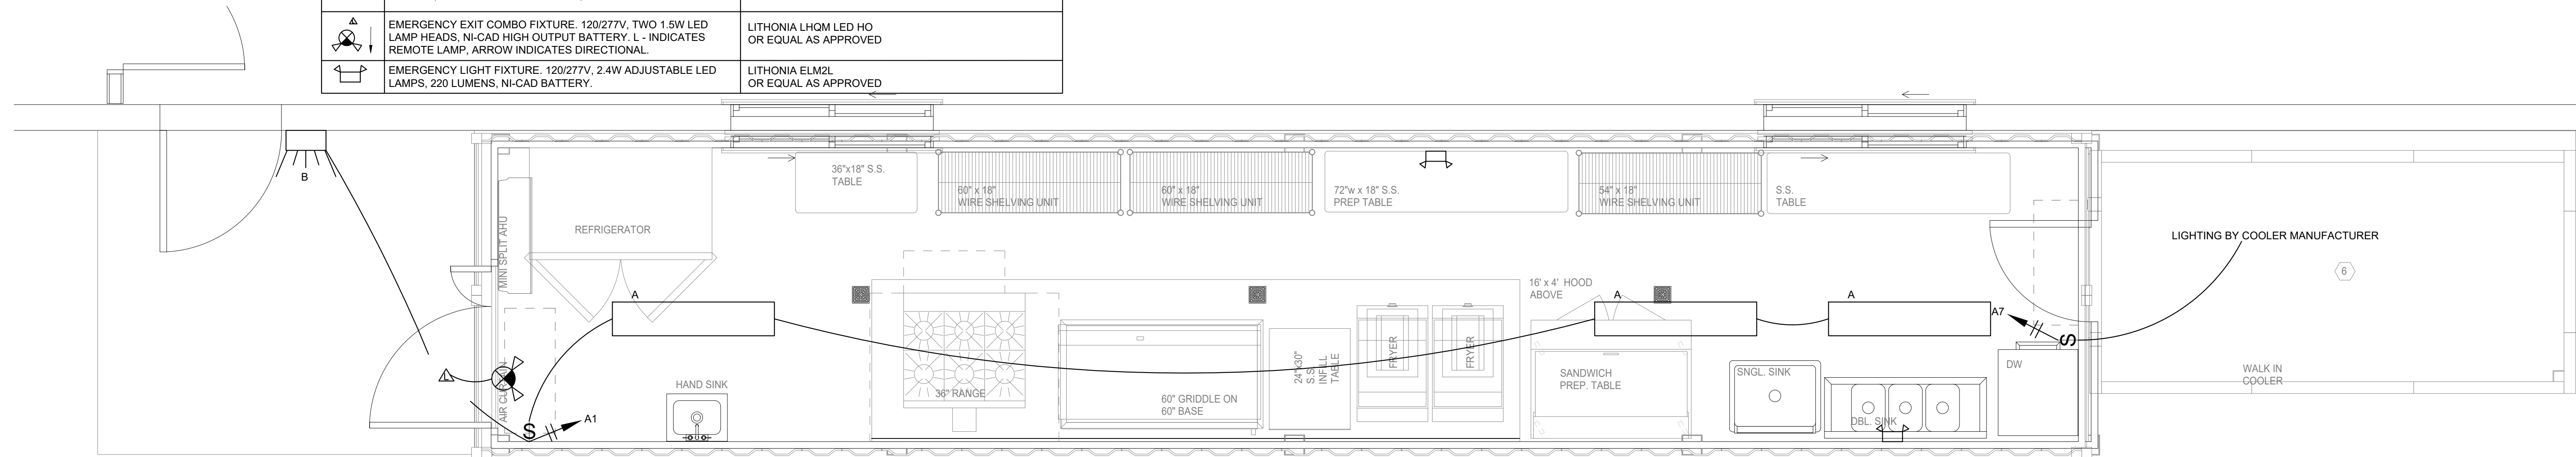 L
EMERGENCY EXIT COMBO FIXTURE. 120/277V, TWO 1.5W LED
LAMP HEADS, NI-CAD HIGH OUTPUT BATTERY. L - INDICATES
REMOTE LAMP, ARROW INDICATES DIRECTIONAL.
LITHONIA LHQM LED HO
OR EQUAL AS APPROVED
EMERGENCY LIGHT FIXTURE. 120/277V, 2.4W ADJUSTABLE LED
LAMPS, 220 LUMENS, NI-CAD BATTERY.
LITHONIA ELM2L
OR EQUAL AS APPROVED
B
MINI SPLIT AHU
REFRIGERATOR
36"x18" S.S.
TABLE
60" x 18"
WIRE SHELVING UNIT
60" x 18"
WIRE SHELVING UNIT
72"w x 18" S.S.
PREP TABLE
54" x 18"
WIRE SHELVING UNIT
S.S.
TABLE
LIGHTING BY COOLER MANUFACTURER
6
A
16' x 4' HOOD
ABOVE
A
A
A7
S
L
AIR CURTAIN
S
A1
HAND SINK
36" RANGE
60" GRIDDLE ON
60" BASE
24"x30"
S.S.
INFILL
TABLE
FRYER
FRYER
SANDWICH
PREP. TABLE
SNGL. SINK
DBL. SINK
DW
WALK IN
COOLER